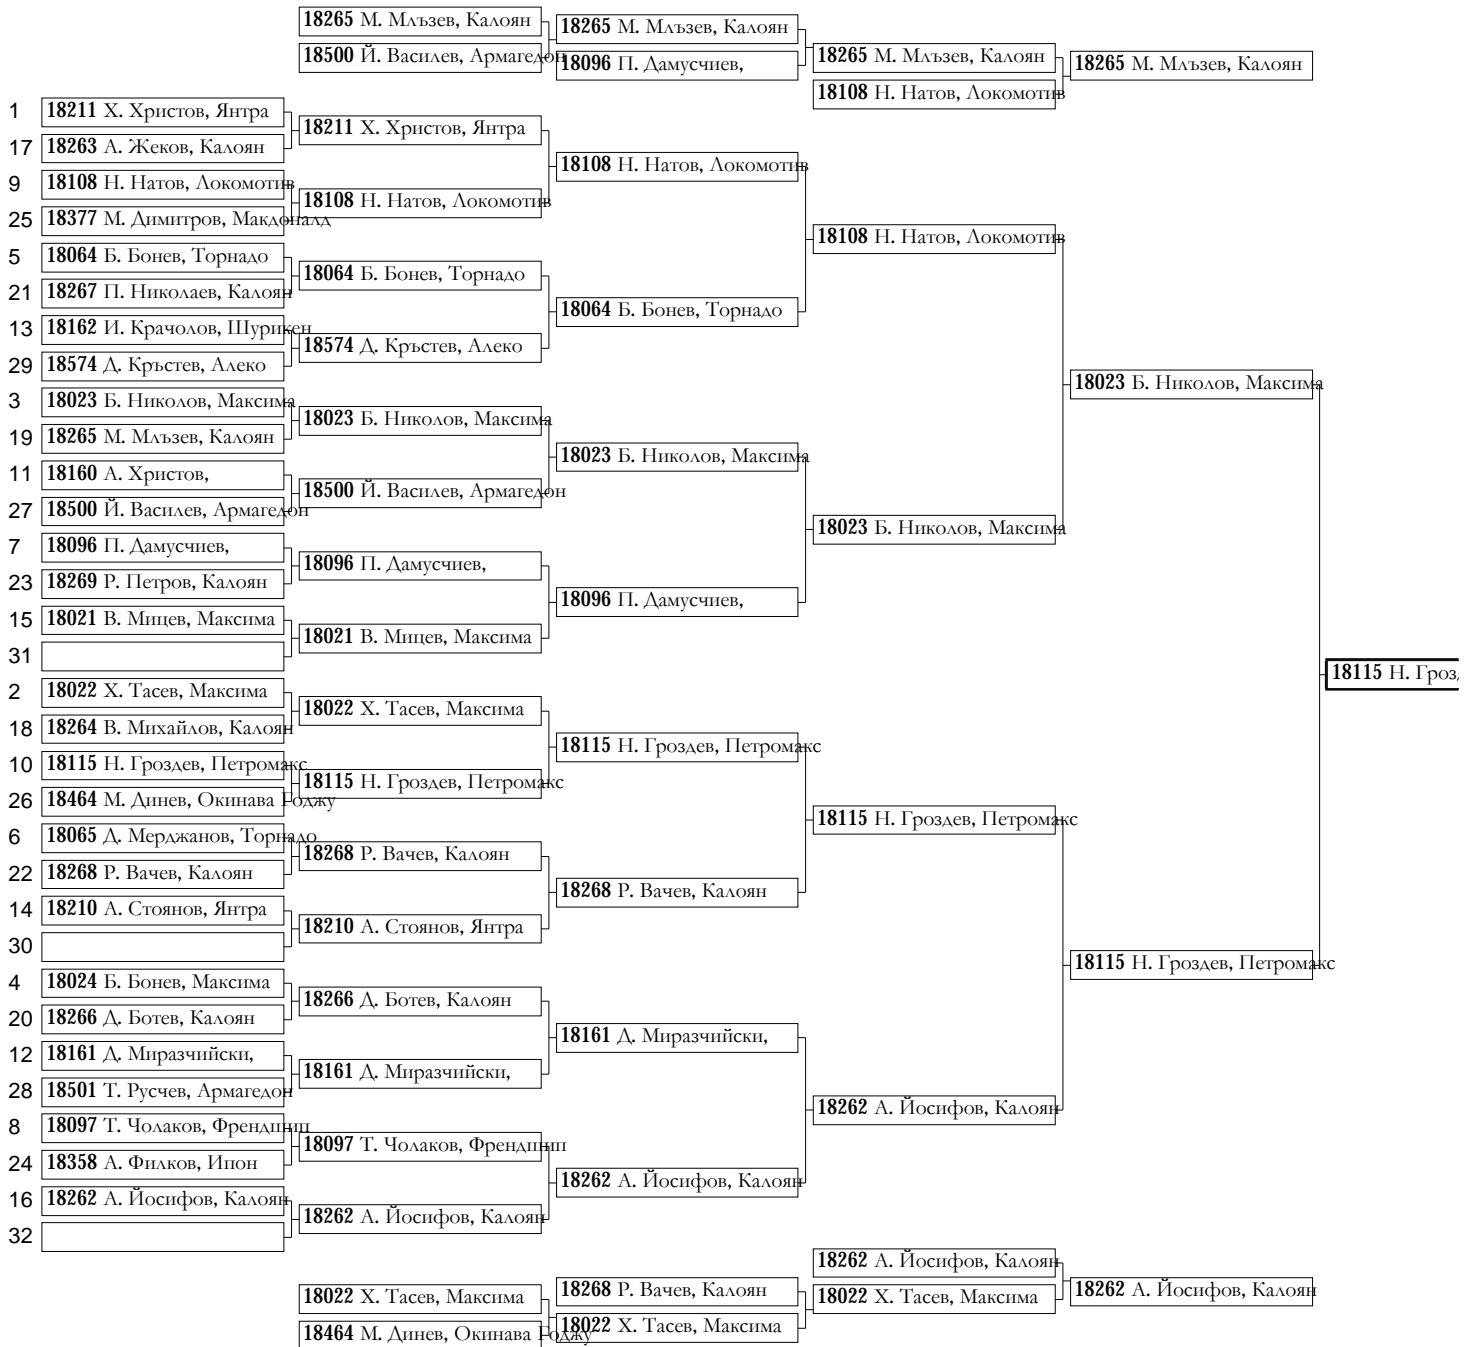 18265 М. Млъзев, Калоян
18500 Й. Василев, Армагедон
18265 М. Млъзев, Калоян
18096 П. Дамусчиев,
18265 М. Млъзев, Калоян
18108 Н. Натов, Локомотив
18265 М. Млъзев, Калоян
1 18211 Х. Христов, Янтра
17 18263 А. Жеков, Калоян
9 18108 Н. Натов, Локомотив
25 18377 М. Димитров, Макдоналд
5 18064 Б. Бонев, Торнадо
21 18267 П. Николаев, Калоян
13 18162 И. Крачолов, Шурикен
29 18574 Д. Кръстев, Алеко
3 18023 Б. Николов, Максима
19 18265 М. Млъзев, Калоян
11 18160 А. Христов,
27 18500 Й. Василев, Армагедон
7 18096 П. Дамусчиев,
23 18269 Р. Петров, Калоян
15 18021 В. Мицев, Максима
31
2 18022 Х. Тасев, Максима
18 18264 В. Михайлов, Калоян
10 18115 Н. Гроздев, Петромакс
26 18464 М. Динев, Окинава Годжу
6 18065 Д. Мерджанов, Торнадо
22 18268 Р. Вачев, Калоян
14 18210 А. Стоянов, Янтра
30
4 18024 Б. Бонев, Максима
20 18266 Д. Ботев, Калоян
12 18161 Д. Миразчийски,
28 18501 Т. Русчев, Армагедон
8 18097 Т. Чолаков, Френдшип
24 18358 А. Филков, Ипон
16 18262 А. Йосифов, Калоян
32
18211 Х. Христов, Янтра
18108 Н. Натов, Локомотив
18064 Б. Бонев, Торнадо
18574 Д. Кръстев, Алеко
18023 Б. Николов, Максима
18500 Й. Василев, Армагедон
18096 П. Дамусчиев,
18021 В. Мицев, Максима
18022 Х. Тасев, Максима
18115 Н. Гроздев, Петромакс
18268 Р. Вачев, Калоян
18210 А. Стоянов, Янтра
18266 Д. Ботев, Калоян
18161 Д. Миразчийски,
18097 Т. Чолаков, Френдшип
18262 А. Йосифов, Калоян
18108 Н. Натов, Локомотив
18064 Б. Бонев, Торнадо
18023 Б. Николов, Максима
18096 П. Дамусчиев,
18115 Н. Гроздев, Петромакс
18268 Р. Вачев, Калоян
18161 Д. Миразчийски,
18262 А. Йосифов, Калоян
18108 Н. Натов, Локомотив
18023 Б. Николов, Максима
18115 Н. Гроздев, Петромакс
18262 А. Йосифов, Калоян
18023 Б. Николов, Максима
18115 Н. Гроздев, Петромакс
18115 Н. Гроз
18022 Х. Тасев, Максима
18464 М. Динев, Окинава Годжу
18268 Р. Вачев, Калоян
18022 Х. Тасев, Максима
18262 А. Йосифов, Калоян
18022 Х. Тасев, Максима
18262 А. Йосифов, Калоян